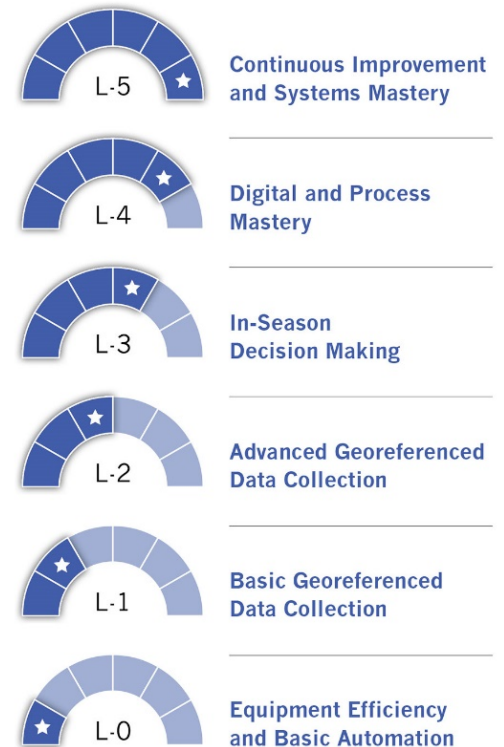 L-5
Continuous Improvement
and Systems Mastery
L-4
Digital and Process
Mastery
L-3
In-Season
Decision Making
L-2
Advanced Georeferenced
Data Collection
L-1
Basic Georeferenced
Data Collection
L-0
Equipment Efficiency
and Basic Automation